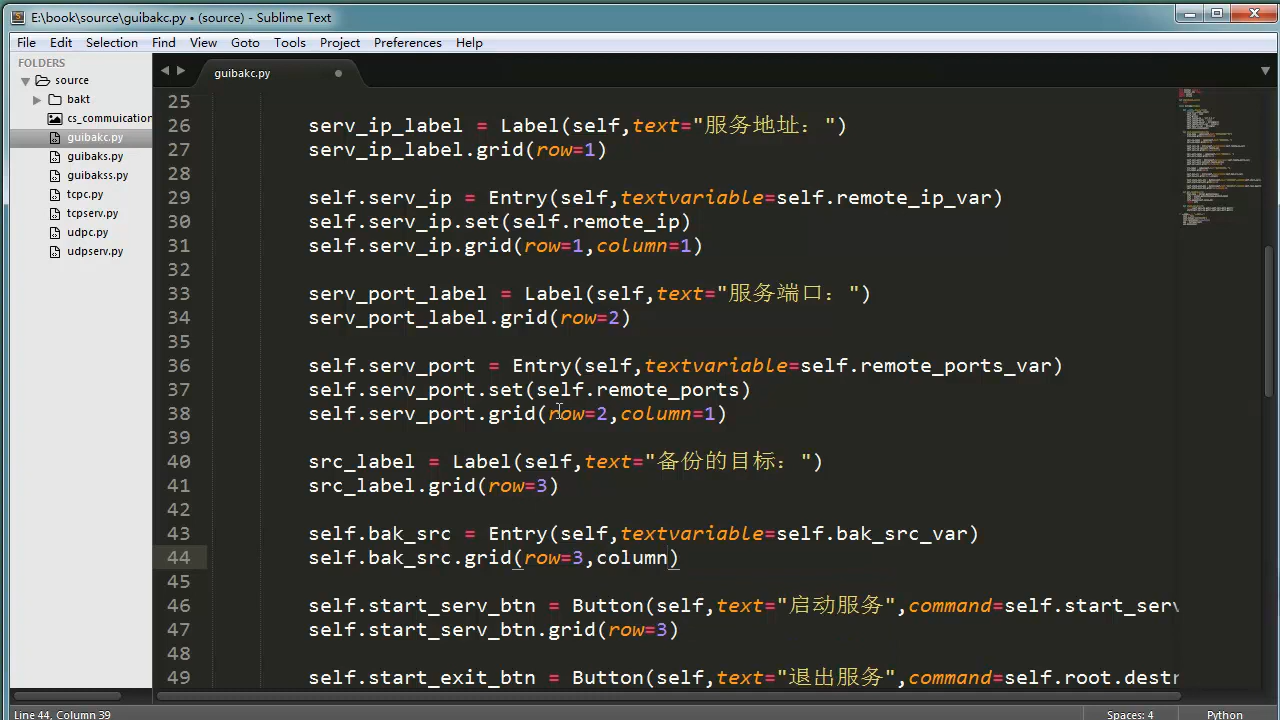 E:\book\source\guibakc.py • (source) - Sublime Text
File Edit Selection Find View Goto Tools Project Preferences Help
FOLDERS
source
bakt
cs_commuication
guibakc.py
guibaks.py
guibakss.py
tcpc.py
tcpserv.py
udpc.py
udpserv.py
guibakc.py
25
26 serv_ip_label = Label(self,text="服务地址：")
27 serv_ip_label.grid(row=1)
28
29 self.serv_ip = Entry(self,textvariable=self.remote_ip_var)
30 self.serv_ip.set(self.remote_ip)
31 self.serv_ip.grid(row=1,column=1)
32
33 serv_port_label = Label(self,text="服务端口：")
34 serv_port_label.grid(row=2)
35
36 self.serv_port = Entry(self,textvariable=self.remote_ports_var)
37 self.serv_port.set(self.remote_ports)
38 self.serv_port.grid(row=2,column=1)
39
40 src_label = Label(self,text="备份的目标：")
41 src_label.grid(row=3)
42
43 self.bak_src = Entry(self,textvariable=self.bak_src_var)
44 self.bak_src.grid(row=3,column)
45
46 self.start_serv_btn = Button(self,text="启动服务",command=self.start_serv
47 self.start_serv_btn.grid(row=3)
48
49 self.start_exit_btn = Button(self,text="退出服务",command=self.root.destr
Line 44, Column 39 Spaces: 4 Python